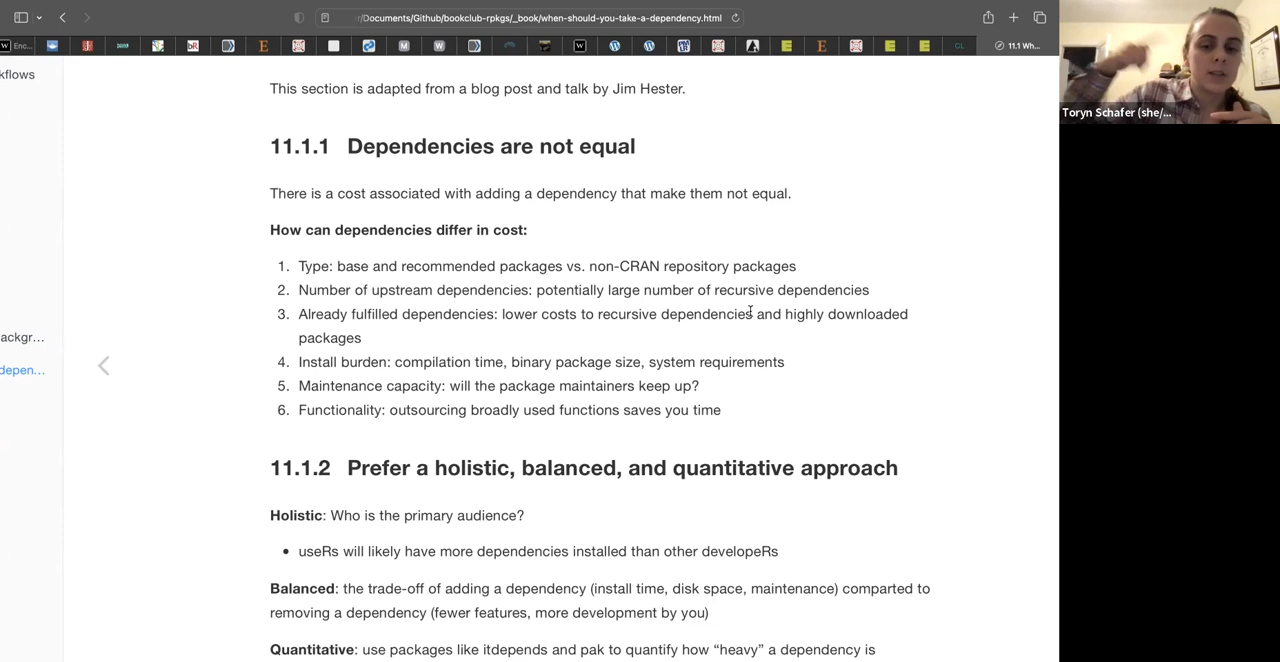 r/Documents/Github/bookclub-rpkgs/_book/when-should-you-take-a-dependency.html
W Enc... bR E M W W E GL 11.1 Wh...
kflows
This section is adapted from a blog post and talk by Jim Hester.
Toryn Schafer (she/...
11.1.1 Dependencies are not equal
There is a cost associated with adding a dependency that make them not equal.
How can dependencies differ in cost:
1. Type: base and recommended packages vs. non-CRAN repository packages
2. Number of upstream dependencies: potentially large number of recursive dependencies
3. Already fulfilled dependencies: lower costs to recursive dependencies and highly downloaded
packages
ackgr...
4. Install burden: compilation time, binary package size, system requirements
depen...
5. Maintenance capacity: will the package maintainers keep up?
6. Functionality: outsourcing broadly used functions saves you time
11.1.2 Prefer a holistic, balanced, and quantitative approach
Holistic: Who is the primary audience?
• useRs will likely have more dependencies installed than other developeRs
Balanced: the trade-off of adding a dependency (install time, disk space, maintenance) comparted to
removing a dependency (fewer features, more development by you)
Quantitative: use packages like itdepends and pak to quantify how “heavy” a dependency is